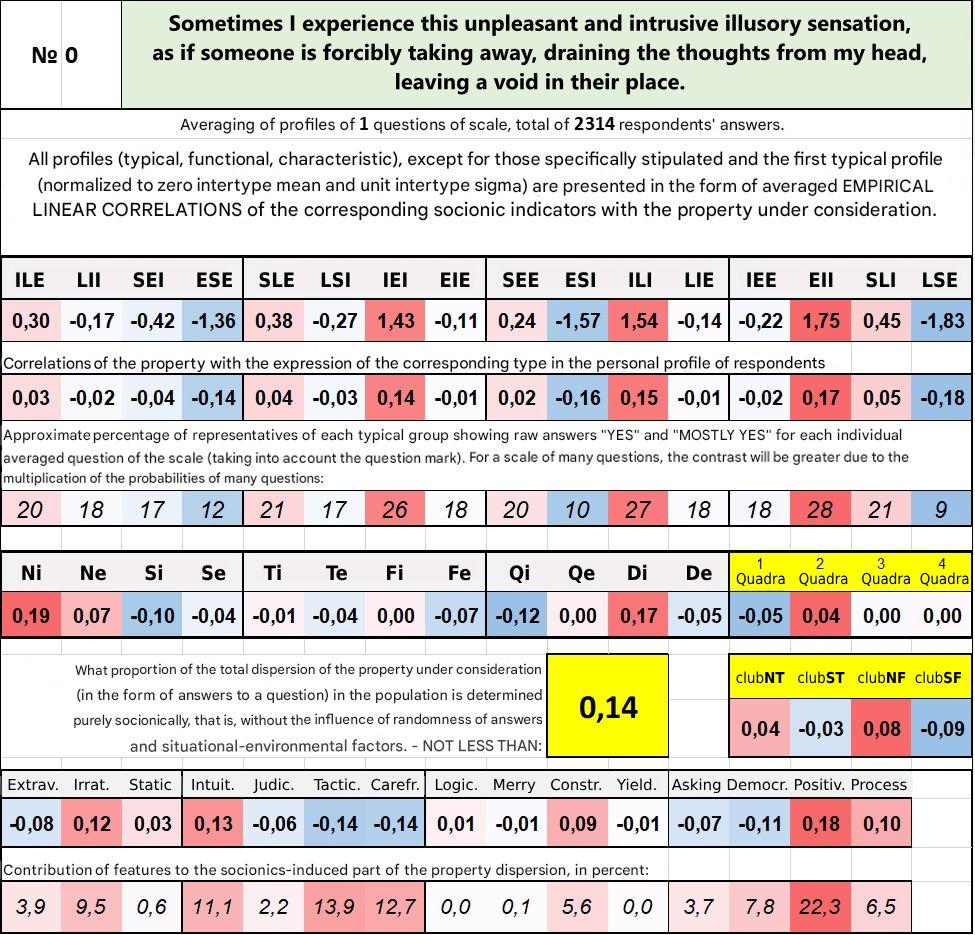 № 0
Sometimes I experience this unpleasant and intrusive illusory sensation,
as if someone is forcibly taking away, draining the thoughts from my head,
leaving a void in their place.
Averaging of profiles of 1 questions of scale, total of 2314 respondents' answers.
All profiles (typical, functional, characteristic), except for those specifically stipulated and the first typical profile
(normalized to zero intertype mean and unit intertype sigma) are presented in the form of averaged EMPIRICAL
LINEAR CORRELATIONS of the corresponding socionic indicators with the property under consideration.
ILE LII SEI ESE SLE LSI IEI EIE SEE ESI ILI LIE IEE EII SLI LSE
0,30 -0,17 -0,42 -1,36 0,38 -0,27 1,43 -0,11 0,24 -1,57 1,54 -0,14 -0,22 1,75 0,45 -1,83
Correlations of the property with the expression of the corresponding type in the personal profile of respondents
0,03 -0,02 -0,04 -0,14 0,04 -0,03 0,14 -0,01 0,02 -0,16 0,15 -0,01 -0,02 0,17 0,05 -0,18
Approximate percentage of representatives of each typical group showing raw answers "YES" and "MOSTLY YES" for each individual
averaged question of the scale (taking into account the question mark). For a scale of many questions, the contrast will be greater due to the
multiplication of the probabilities of many questions:
20 18 17 12 21 17 26 18 20 10 27 18 18 28 21 9
Ni Ne Si Se Ti Te Fi Fe Qi Qe Di De 1 Quadra 2 Quadra 3 Quadra 4 Quadra
0,19 0,07 -0,10 -0,04 -0,01 -0,04 0,00 -0,07 -0,12 0,00 0,17 -0,05 -0,05 0,04 0,00 0,00
What proportion of the total dispersion of the property under consideration
(in the form of answers to a question) in the population is determined
purely socionically, that is, without the influence of randomness of answers
and situational-environmental factors. - NOT LESS THAN:
0,14
clubNT clubST clubNF clubSF
0,04 -0,03 0,08 -0,09
Extrav. Irrat. Static Intuit. Judic. Tactic. Carefr. Logic. Merry Constr. Yield. Asking Democr. Positiv. Process
-0,08 0,12 0,03 0,13 -0,06 -0,14 -0,14 0,01 -0,01 0,09 -0,01 -0,07 -0,11 0,18 0,10
Contribution of features to the socionics-induced part of the property dispersion, in percent:
3,9 9,5 0,6 11,1 2,2 13,9 12,7 0,0 0,1 5,6 0,0 3,7 7,8 22,3 6,5